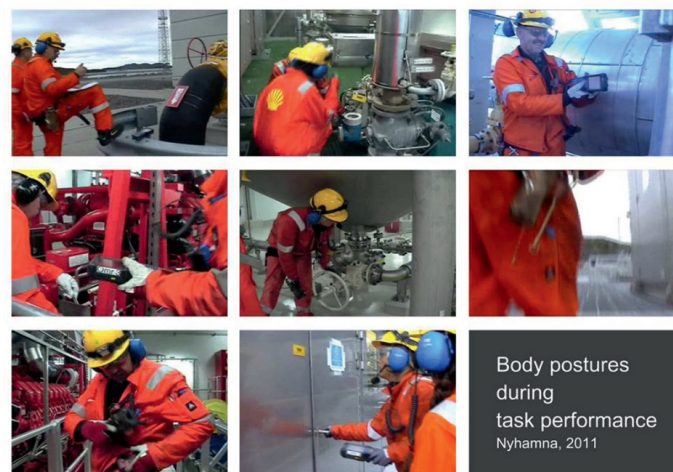 Body postures
during
task performance
Nyhamna, 2011